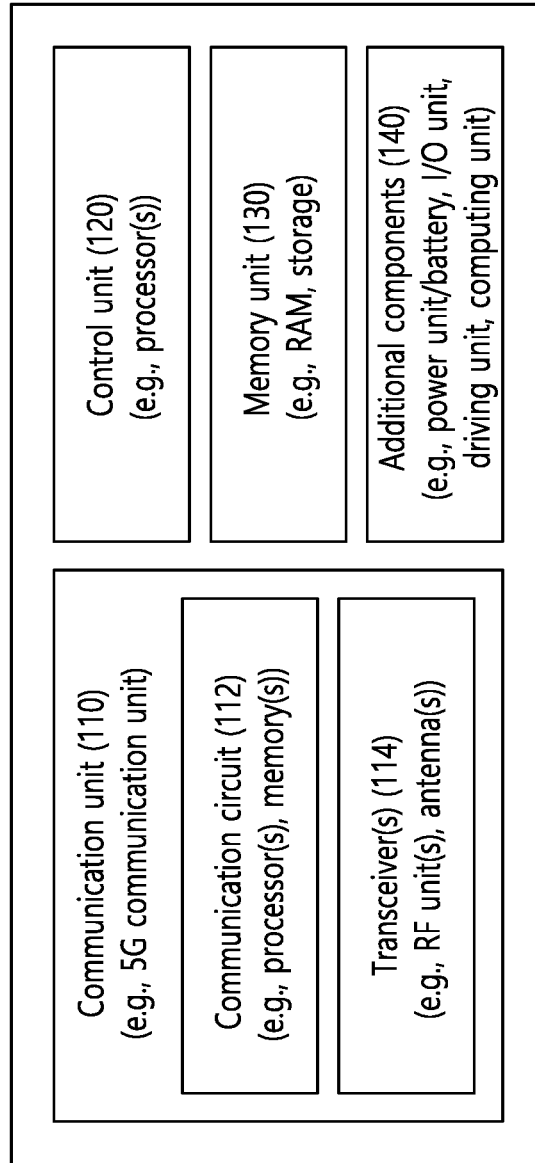 Communication unit (110)
(e.g., 5G communication unit)
Communication circuit (112)
(e.g., processor(s), memory(s))
Transceiver(s) (114)
(e.g., RF unit(s), antenna(s))
Control unit (120)
(e.g., processor(s))
Memory unit (130)
(e.g., RAM, storage)
Additional components (140)
(e.g., power unit/battery, I/O unit,
driving unit, computing unit)